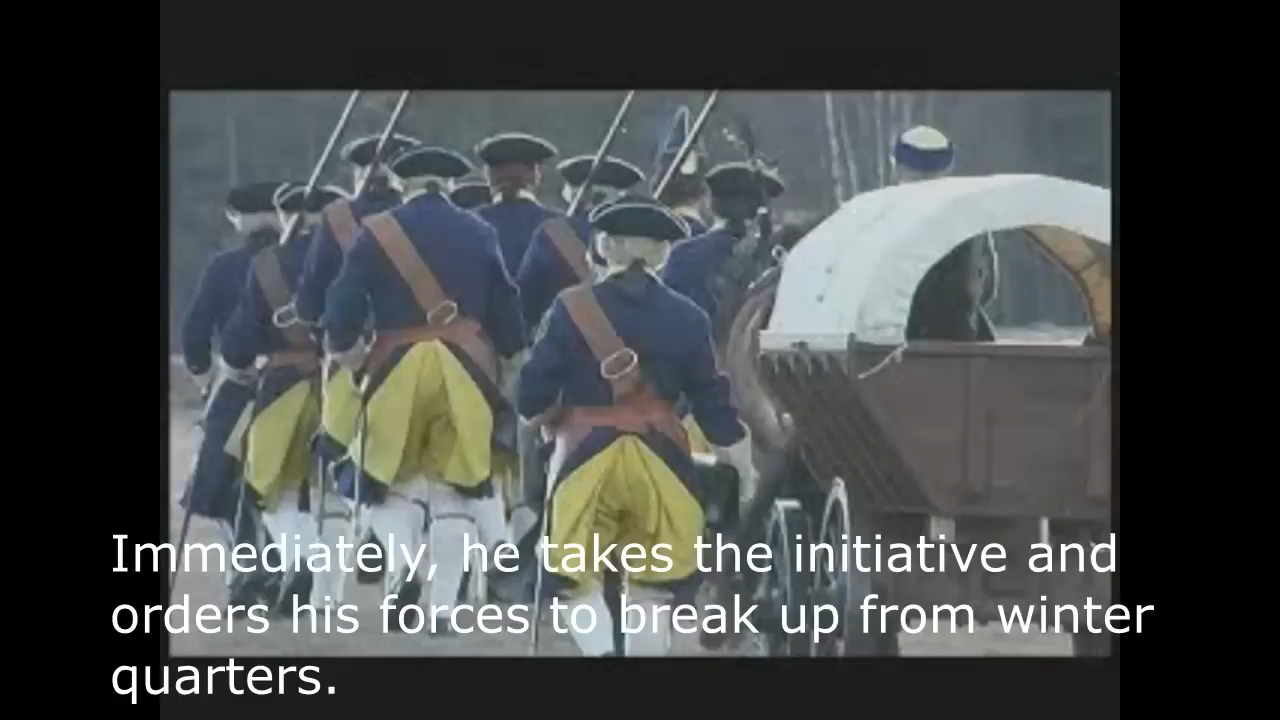 Immediately, he takes the initiative and
orders his forces to break up from winter
quarters.